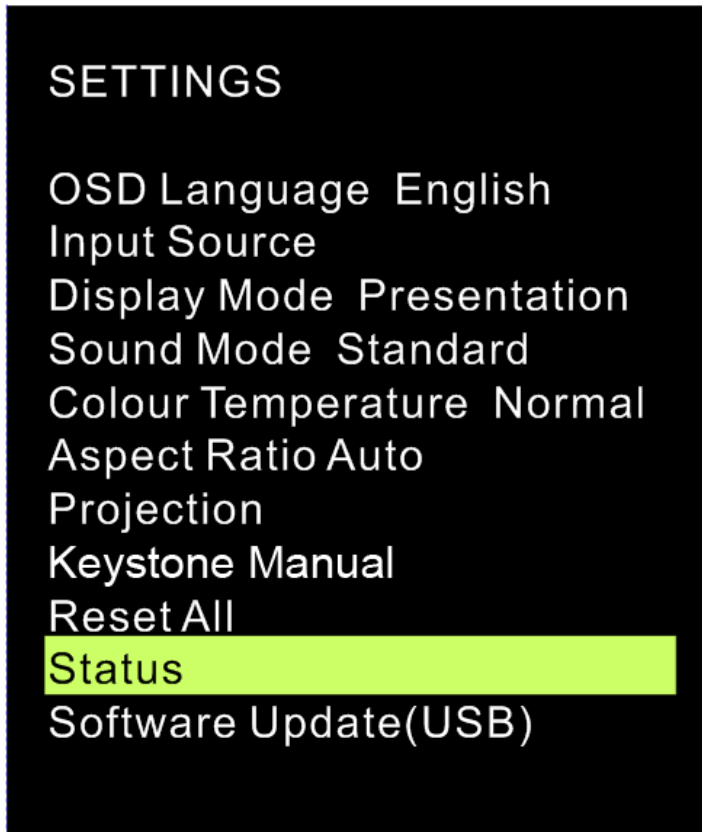 SETTINGS
OSD Language English
Input Source
Display Mode Presentation
Sound Mode Standard
Colour Temperature Normal
Aspect Ratio Auto
Projection
Keystone Manual
Reset All
Status
Software Update(USB)